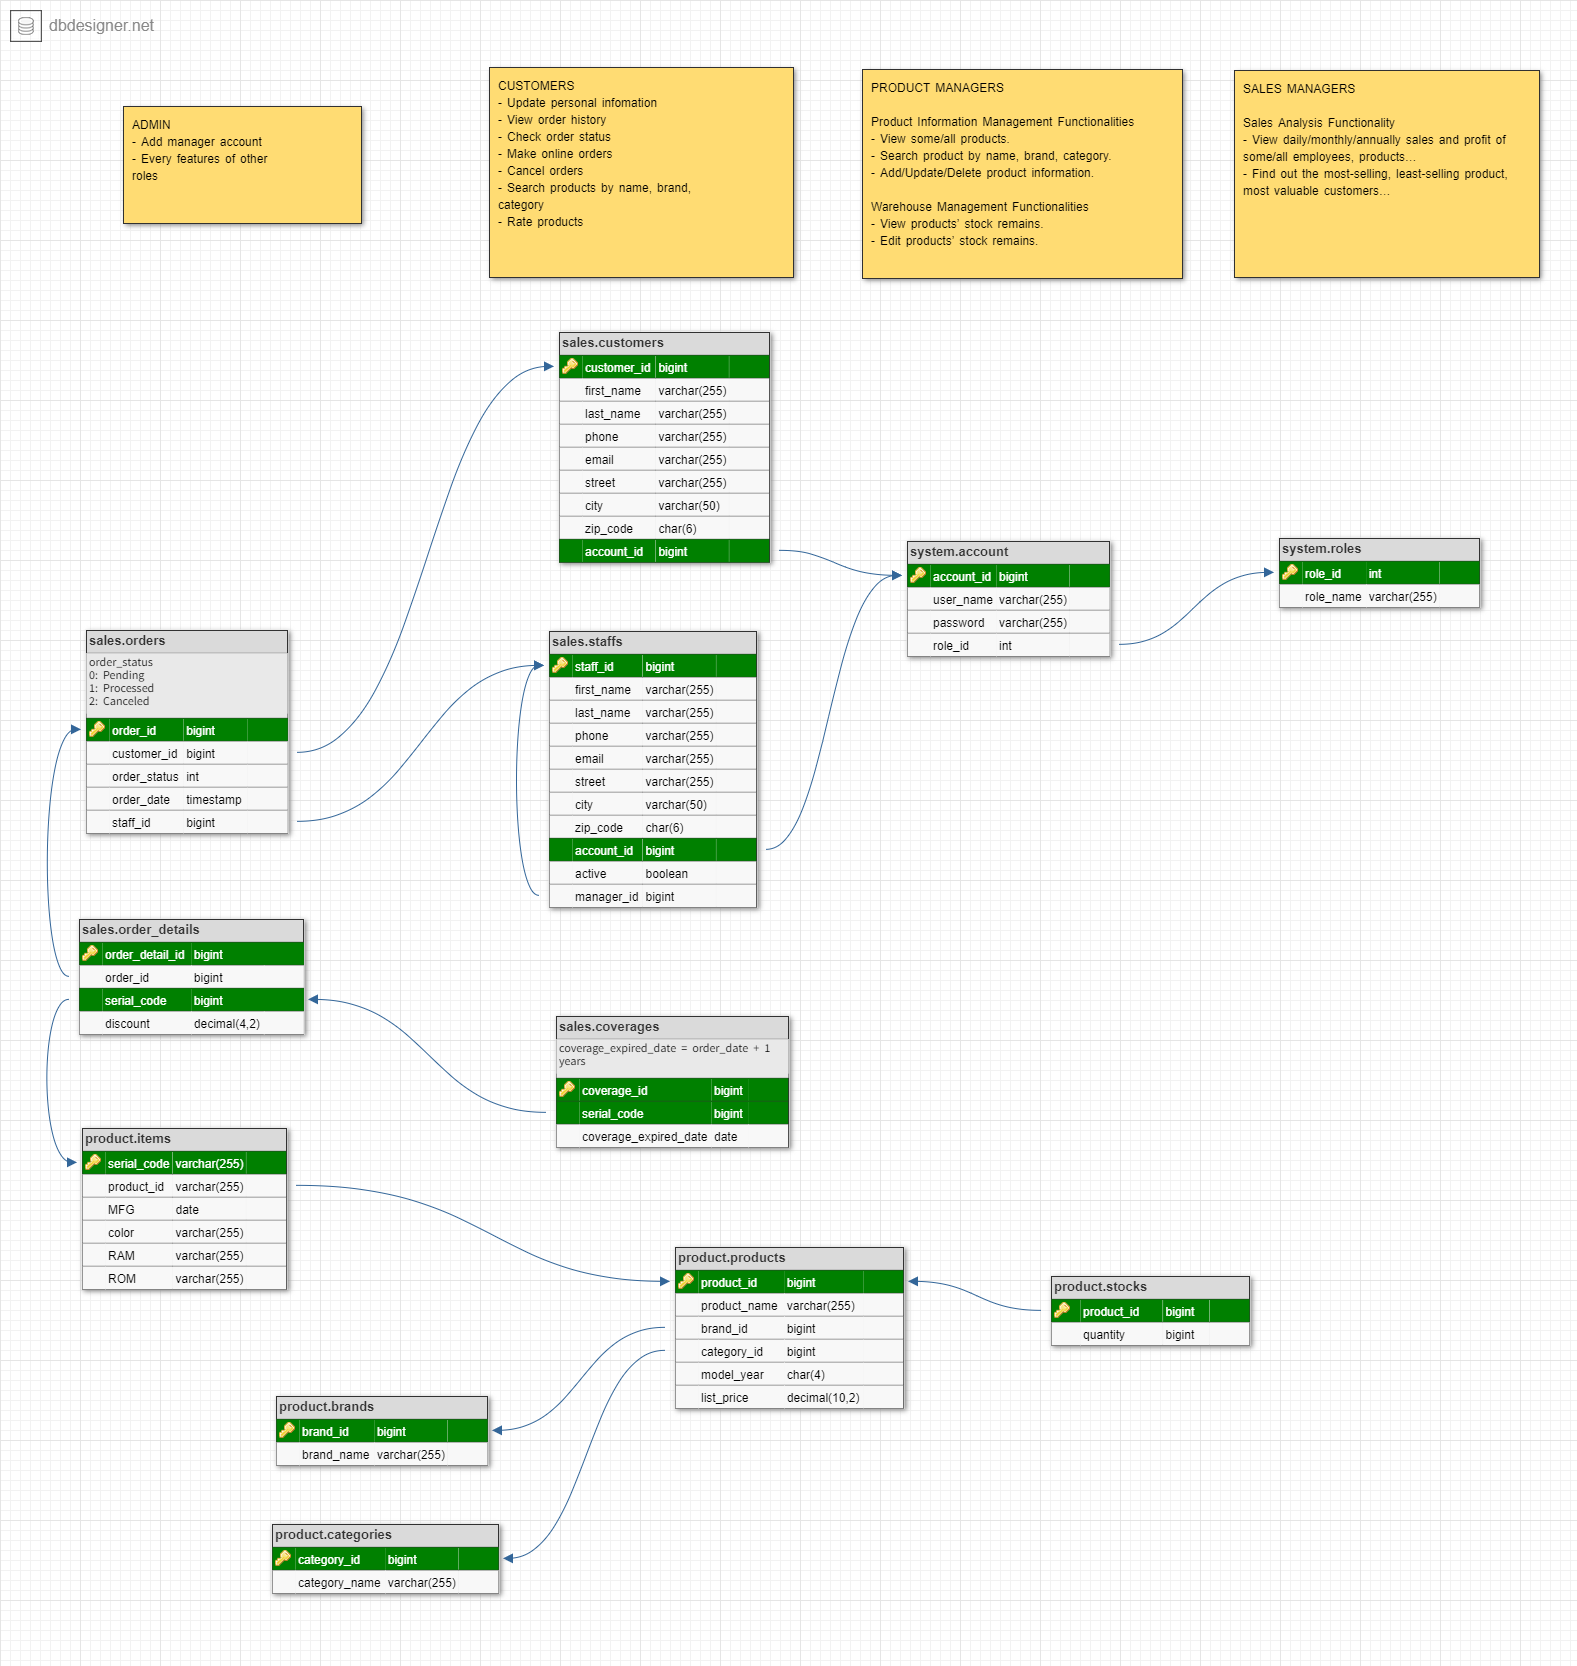 dbdesigner.net
ADMIN
- Add manager account
- Every features of other
roles
CUSTOMERS
- Update personal infomation
- View order history
- Check order status
- Make online orders
- Cancel orders
- Search products by name, brand,
category
- Rate products
PRODUCT MANAGERS
Product Information Management Functionalities
- View some/all products.
- Search product by name, brand, category.
- Add/Update/Delete product information.
Warehouse Management Functionalities
- View products' stock remains.
- Edit products' stock remains.
SALES MANAGERS
Sales Analysis Functionality
- View daily/monthly/annually sales and profit of
some/all employees, products...
- Find out the most-selling, least-selling product,
most valuable customers...
sales.customers
customer_id bigint
first_name varchar(255)
last_name varchar(255)
phone varchar(255)
email varchar(255)
street varchar(255)
city varchar(50)
zip_code char(6)
account_id bigint
system.account
account_id bigint
user_name varchar(255)
password varchar(255)
role_id int
system.roles
role_id int
role_name varchar(255)
sales.orders
order_status
0: Pending
1: Processed
2: Canceled
order_id bigint
customer_id bigint
order_status int
order_date timestamp
staff_id bigint
sales.staffs
staff_id bigint
first_name varchar(255)
last_name varchar(255)
phone varchar(255)
email varchar(255)
street varchar(255)
city varchar(50)
zip_code char(6)
account_id bigint
active boolean
manager_id bigint
sales.order_details
order_detail_id bigint
order_id bigint
serial_code bigint
discount decimal(4,2)
sales.coverages
coverage_expired_date = order_date + 1
years
coverage_id bigint
serial_code bigint
coverage_expired_date date
product.items
serial_code varchar(255)
product_id varchar(255)
MFG date
color varchar(255)
RAM varchar(255)
ROM varchar(255)
product.products
product_id bigint
product_name varchar(255)
brand_id bigint
category_id bigint
model_year char(4)
list_price decimal(10,2)
product.stocks
product_id bigint
quantity bigint
product.brands
brand_id bigint
brand_name varchar(255)
product.categories
category_id bigint
category_name varchar(255)